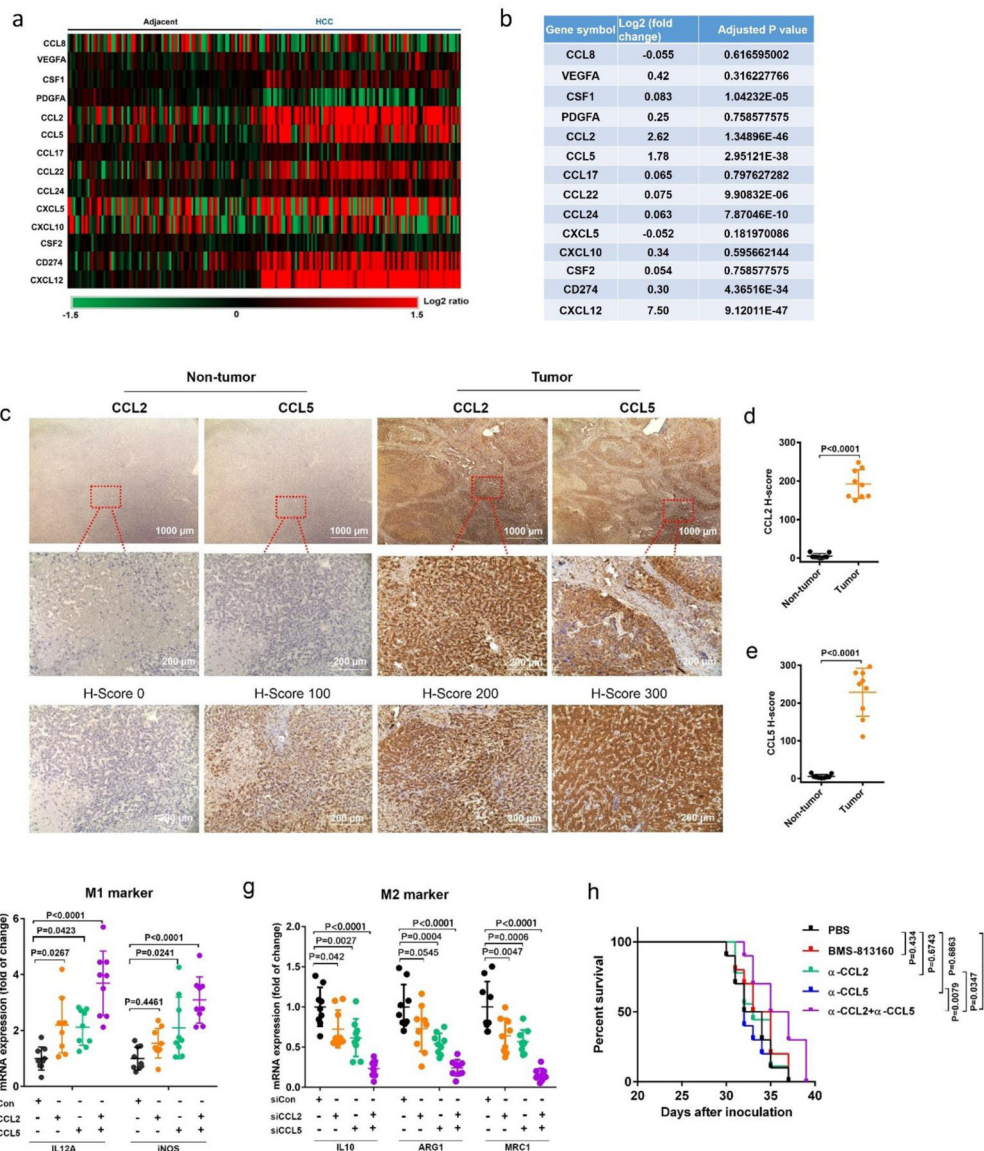 a
Adjacent HCC
CCL8
VEGFA
CSF1
PDGFA
CCL2
CCL5
CCL17
CCL22
CCL24
CXCL5
CXCL10
CSF2
CD274
CXCL12
Log2 ratio
-1.5 0 1.5
b
Gene symbol Log2 (fold change) Adjusted P value
CCL8 -0.055 0.616595002
VEGFA 0.42 0.316227766
CSF1 0.083 1.04232E-05
PDGFA 0.25 0.758577575
CCL2 2.62 1.34896E-46
CCL5 1.78 2.95121E-38
CCL17 0.065 0.797627282
CCL22 0.075 9.90832E-06
CCL24 0.063 7.87046E-10
CXCL5 -0.052 0.181970086
CXCL10 0.34 0.595662144
CSF2 0.054 0.758577575
CD274 0.30 4.36516E-34
CXCL12 7.50 9.12011E-47
c
Non-tumor Tumor
CCL2 CCL5 CCL2 CCL5
1000 µm 1000 µm 1000 µm 1000 µm
200 µm 200 µm 200 µm 200 µm
H-Score 0 H-Score 100 H-Score 200 H-Score 300
200 µm 200 µm 200 µm 200 µm
d
P<0.0001
CCL2 H-score
300
200
100
0
Non-tumor Tumor
e
P<0.0001
CCL5 H-score
300
200
100
0
Non-tumor Tumor
M1 marker
mRNA expression (fold of change)
6
4
2
0
P<0.0001
P=0.0423
P=0.0267
P<0.0001
P=0.0241
P=0.4461
iCon + - - - + - - -
CCL2 - + - + - + - +
CCL5 - - + + - - + +
IL12A iNOS
g
M2 marker
mRNA expression (fold of change)
2.0
1.5
1.0
0.5
0.0
P<0.0001
P=0.0027
P=0.042
P<0.0001
P=0.0004
P=0.0545
P<0.0001
P=0.0006
P=0.0047
siCon + - - - + - - - + - - -
siCCL2 - + - + - + - + - + - +
siCCL5 - - + + - - + + - - + +
IL10 ARG1 MRC1
h
Percent survival
100
50
0
20 25 30 35 40
Days after inoculation
PBS
BMS-813160
α-CCL2
α-CCL5
α-CCL2+α-CCL5
P=0.434
P=0.6743
P=0.6863
P=0.0079
P=0.0347